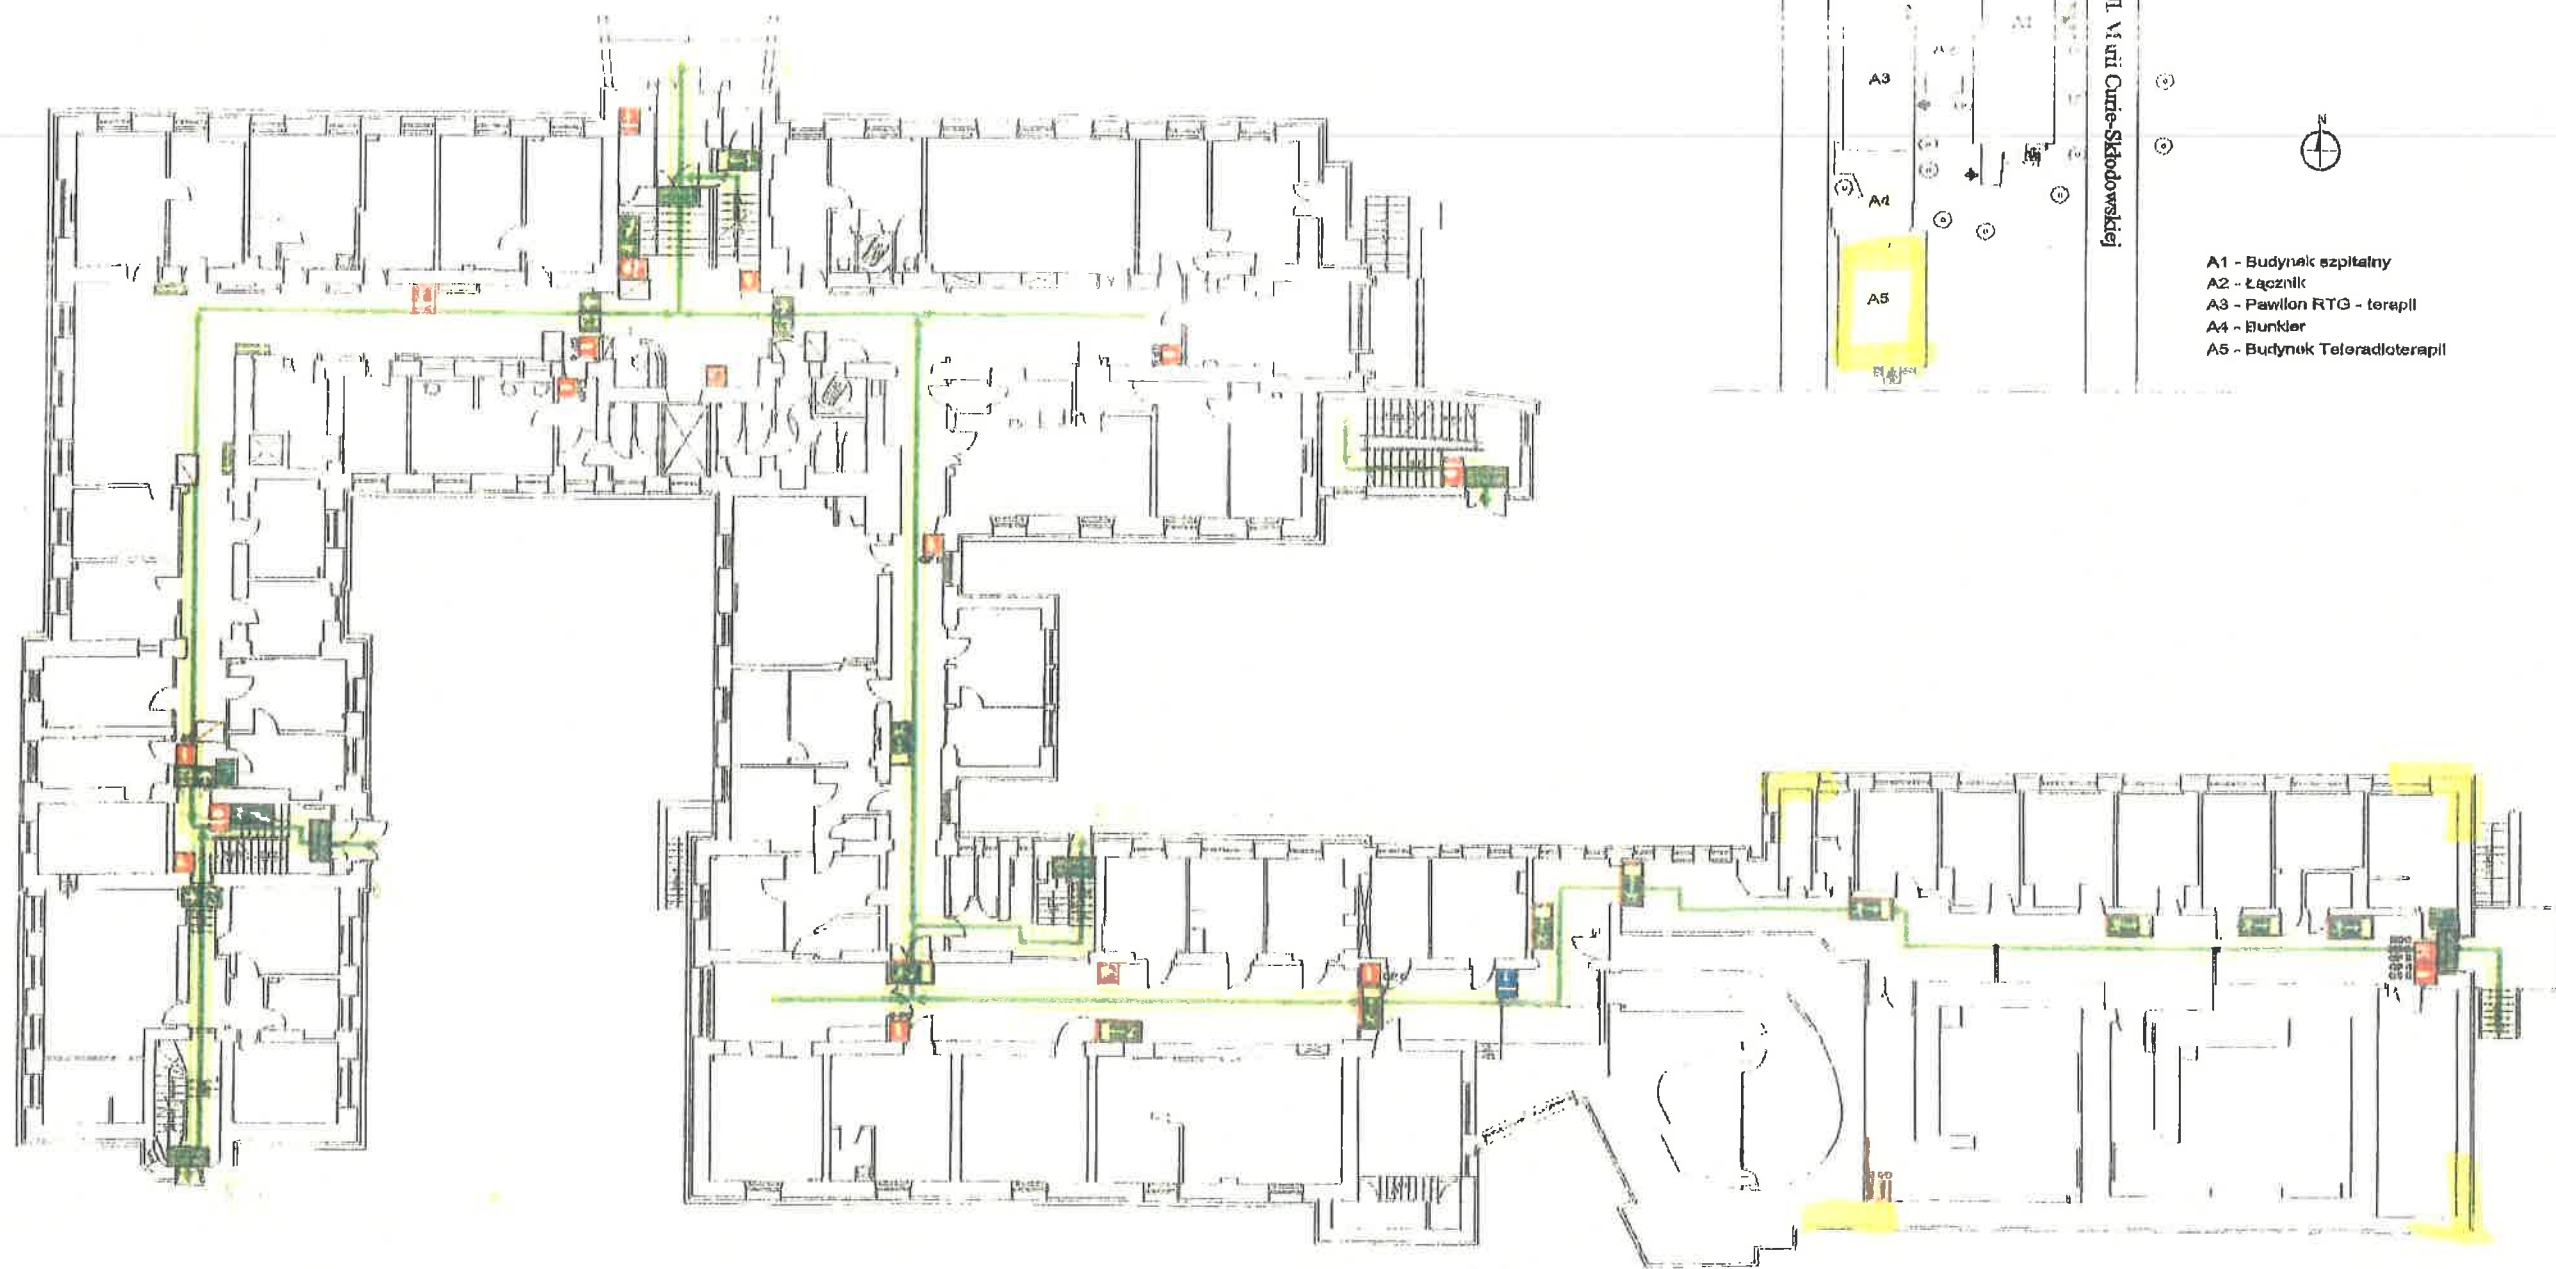 A3
Curie-Skłodowskiej
N
A4
A5
A1 - Budynek szpitalny
A2 - Łącznik
A3 - Pawilon RTG - terapii
A4 - Bunkier
A5 - Budynek Teleradioterapii